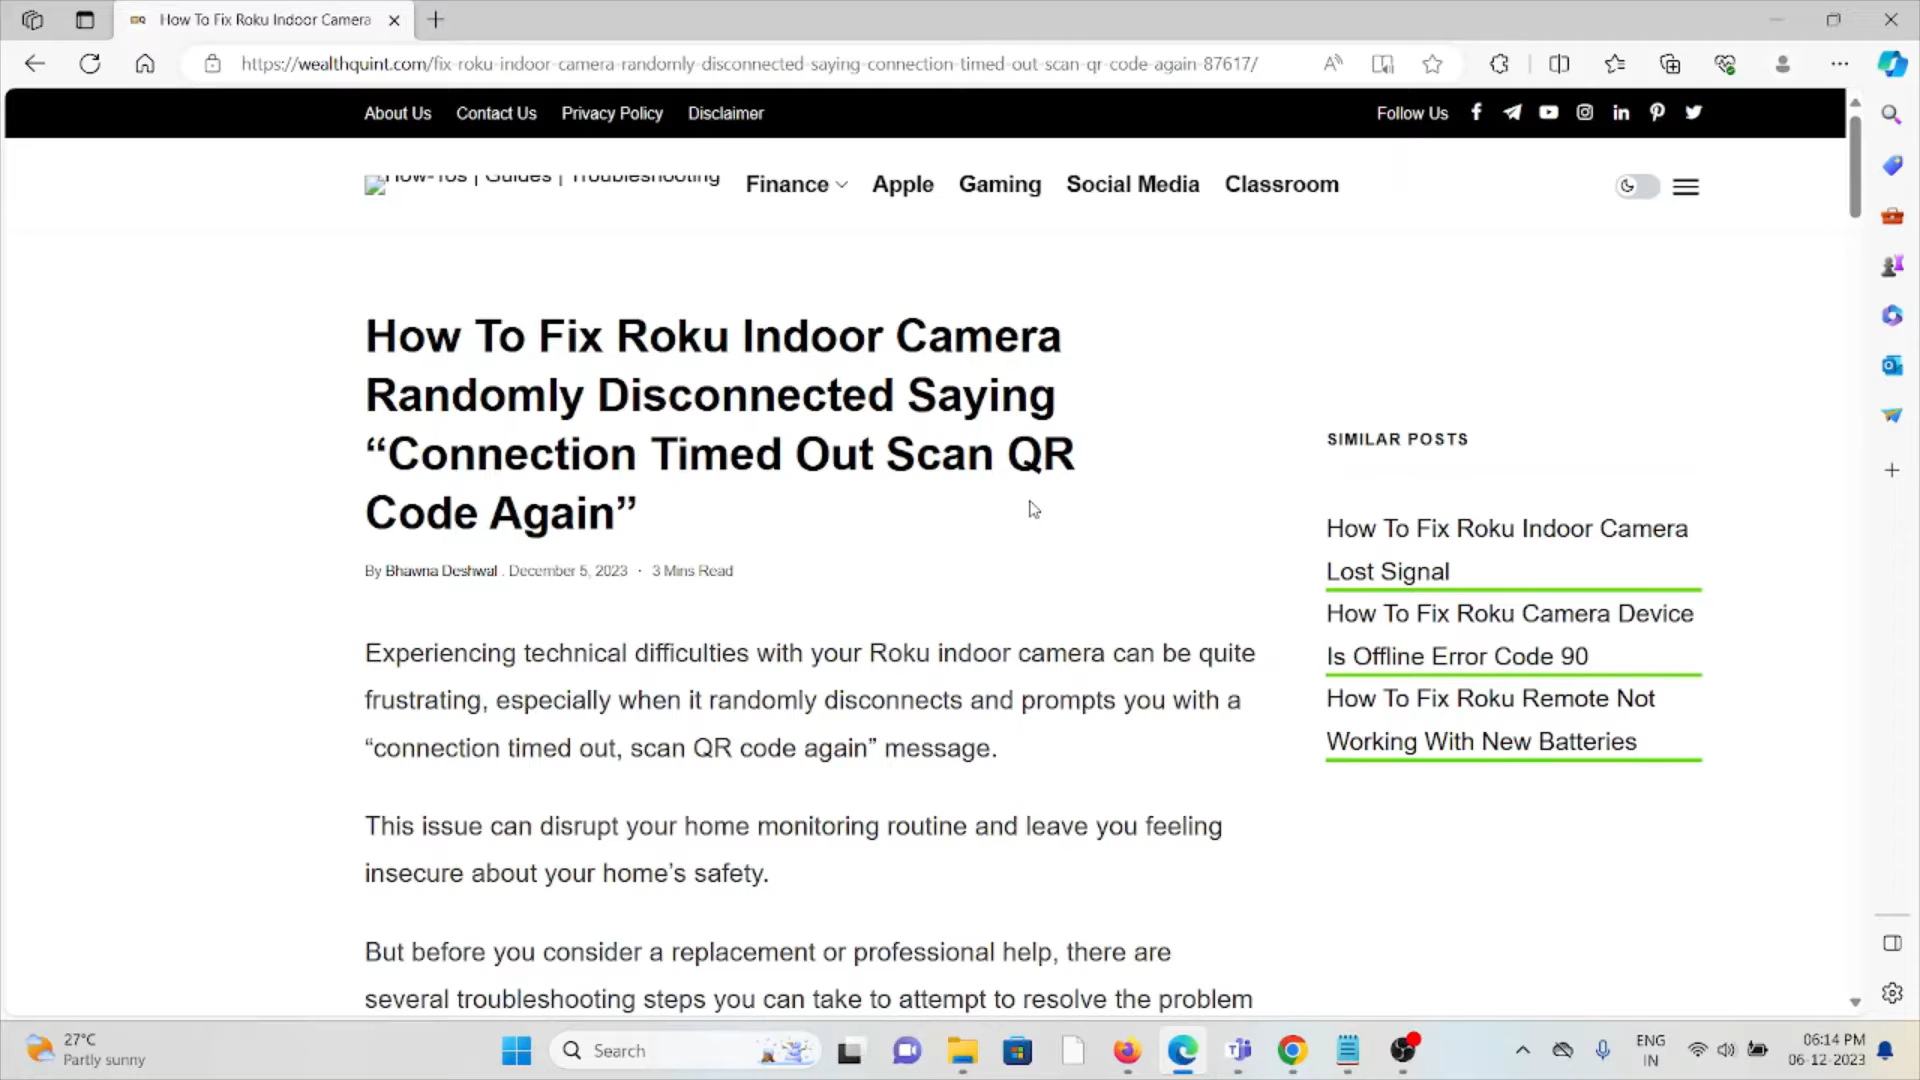 How To Fix Roku Indoor Camera
https://wealthquint.com/fix-roku-indoor-camera-randomly-disconnected-saying-connection-timed-out-scan-qr-code-again-87617/
About Us Contact Us Privacy Policy Disclaimer Follow Us
How-Tos | Guides | Troubleshooting Finance Apple Gaming Social Media Classroom
How To Fix Roku Indoor Camera
Randomly Disconnected Saying
“Connection Timed Out Scan QR
Code Again”
By Bhawna Deshwal . December 5, 2023 · 3 Mins Read
Experiencing technical difficulties with your Roku indoor camera can be quite
frustrating, especially when it randomly disconnects and prompts you with a
“connection timed out, scan QR code again” message.
This issue can disrupt your home monitoring routine and leave you feeling
insecure about your home’s safety.
But before you consider a replacement or professional help, there are
several troubleshooting steps you can take to attempt to resolve the problem
SIMILAR POSTS
How To Fix Roku Indoor Camera
Lost Signal
How To Fix Roku Camera Device
Is Offline Error Code 90
How To Fix Roku Remote Not
Working With New Batteries
27°C
Partly sunny
Search
ENG
IN
06:14 PM
06-12-2023